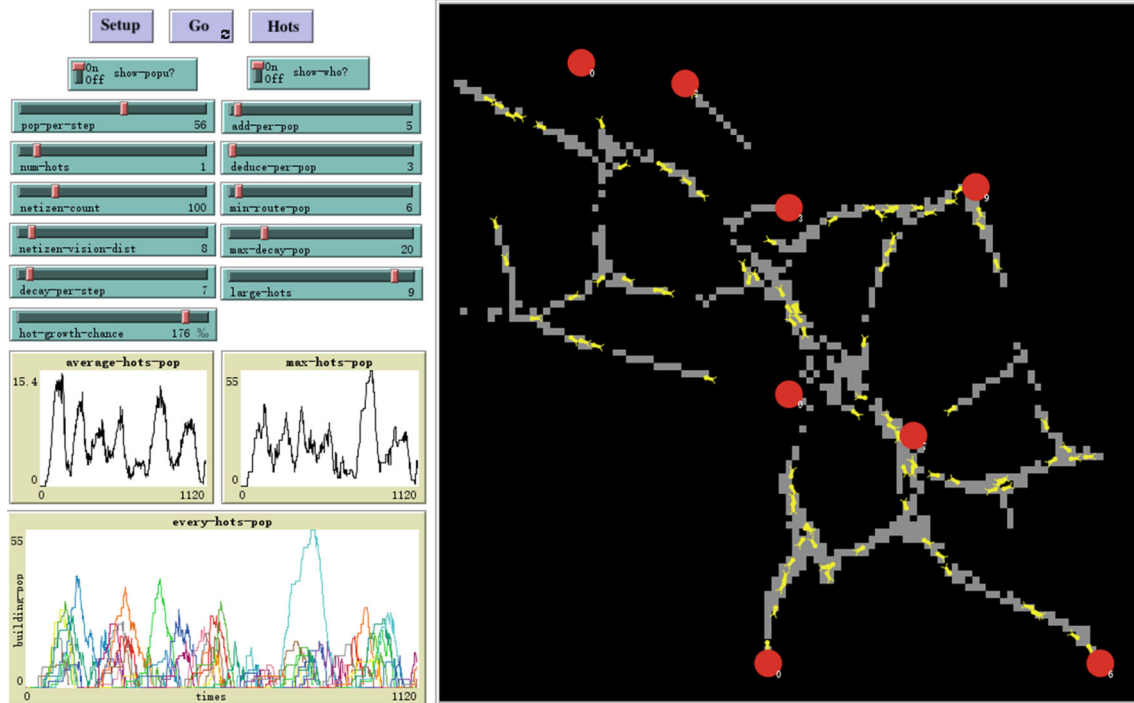 Setup Go Hots
On
Off show-popu?
On
Off show-who?
pop-per-step 56
add-per-pop 5
num-hots 1
deduce-per-pop 3
netizen-count 100
min-route-pop 6
netizen-vision-dist 8
max-decay-pop 20
decay-per-step 7
large-hots 9
hot-growth-chance 176 ‰
average-hots-pop
15.4
0
0 1120
max-hots-pop
55
0
0 1120
every-hots-pop
55
building-pop
0
0 times 1120
0
9
3
0
0
6